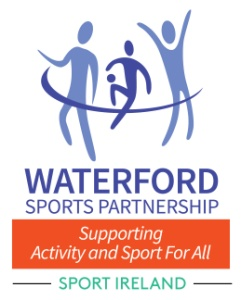 WATERFORD
SPORTS PARTNERSHIP
Supporting
Activity and Sport For All
SPORT IRELAND